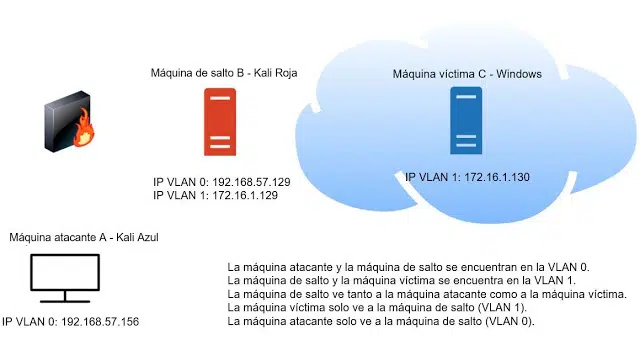 Máquina de salto B - Kali Roja
Máquina víctima C - Windows
IP VLAN 0: 192.168.57.129
IP VLAN 1: 172.16.1.129
IP VLAN 1: 172.16.1.130
Máquina atacante A - Kali Azul
IP VLAN 0: 192.168.57.156
La máquina atacante y la máquina de salto se encuentran en la VLAN 0.
La máquina de salto y la máquina víctima se encuentra en la VLAN 1.
La máquina de salto ve tanto a la máquina atacante como a la máquina víctima.
La máquina víctima solo ve a la máquina de salto (VLAN 1).
La máquina atacante solo ve a la máquina de salto (VLAN 0).